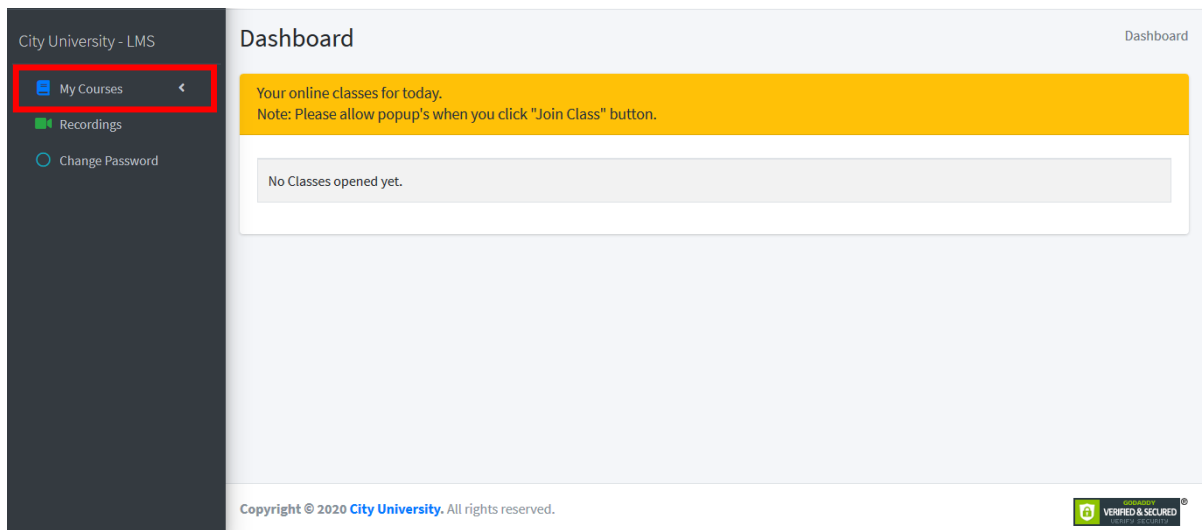 City University - LMS
My Courses
Recordings
Change Password
Dashboard
Dashboard
Your online classes for today.
Note: Please allow popup's when you click "Join Class" button.
No Classes opened yet.
Copyright © 2020 City University. All rights reserved.
GODADDY
VERIFIED & SECURED
VERIFY SECURITY
®